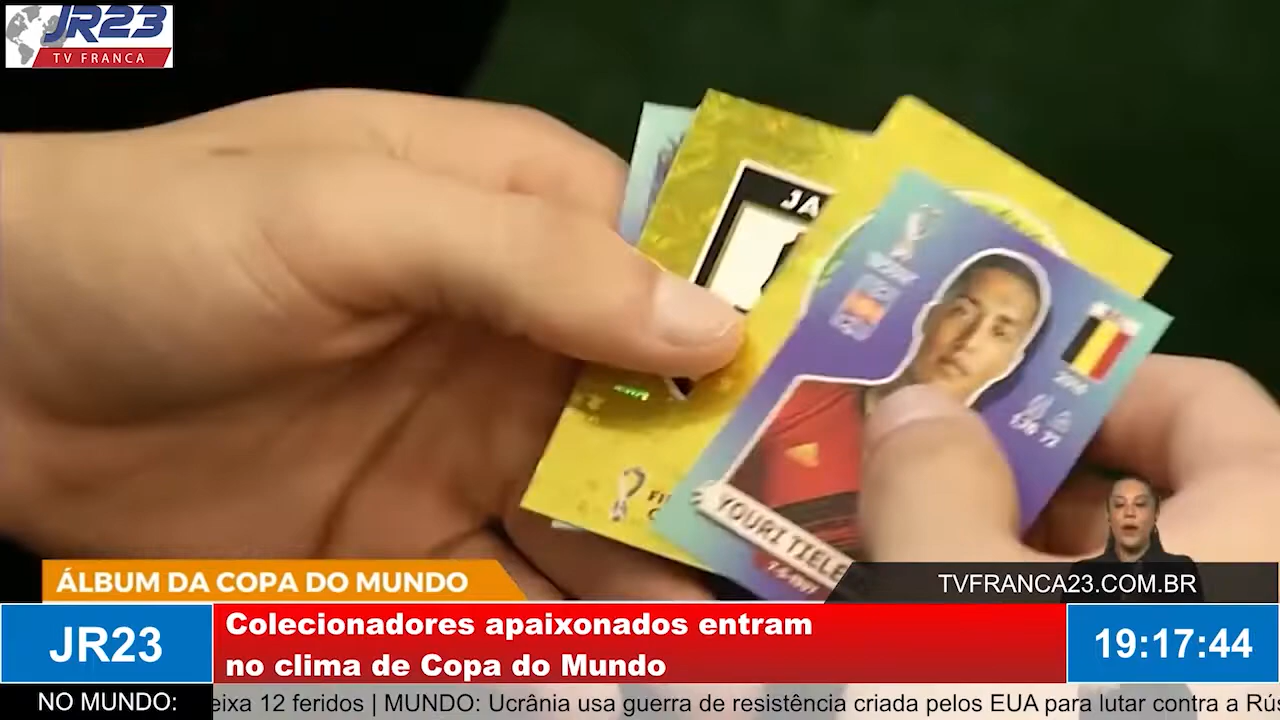 JR23
TV FRANCA
JA
YOURI TIELE
ÁLBUM DA COPA DO MUNDO
TVFRANCA23.COM.BR
JR23
Colecionadores apaixonados entram
no clima de Copa do Mundo
19:17:44
NO MUNDO:
eixa 12 feridos | MUNDO: Ucrânia usa guerra de resistência criada pelos EUA para lutar contra a Rús